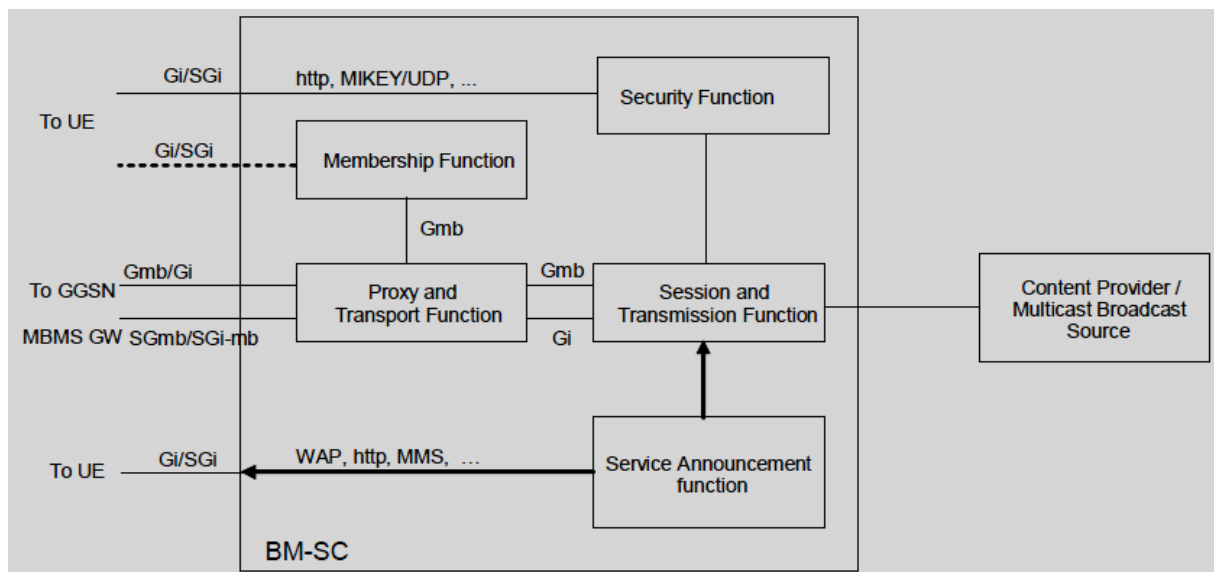 Gi/SGi
http, MIKEY/UDP, ...
Security Function
To UE
Gi/SGi
Membership Function
Gmb
Gmb/Gi
To GGSN
MBMS GW
SGmb/SGi-mb
Proxy and
Transport Function
Gmb
Gi
Session and
Transmission Function
Content Provider /
Multicast Broadcast
Source
To UE
Gi/SGi
WAP, http, MMS, ...
Service Announcement
function
BM-SC